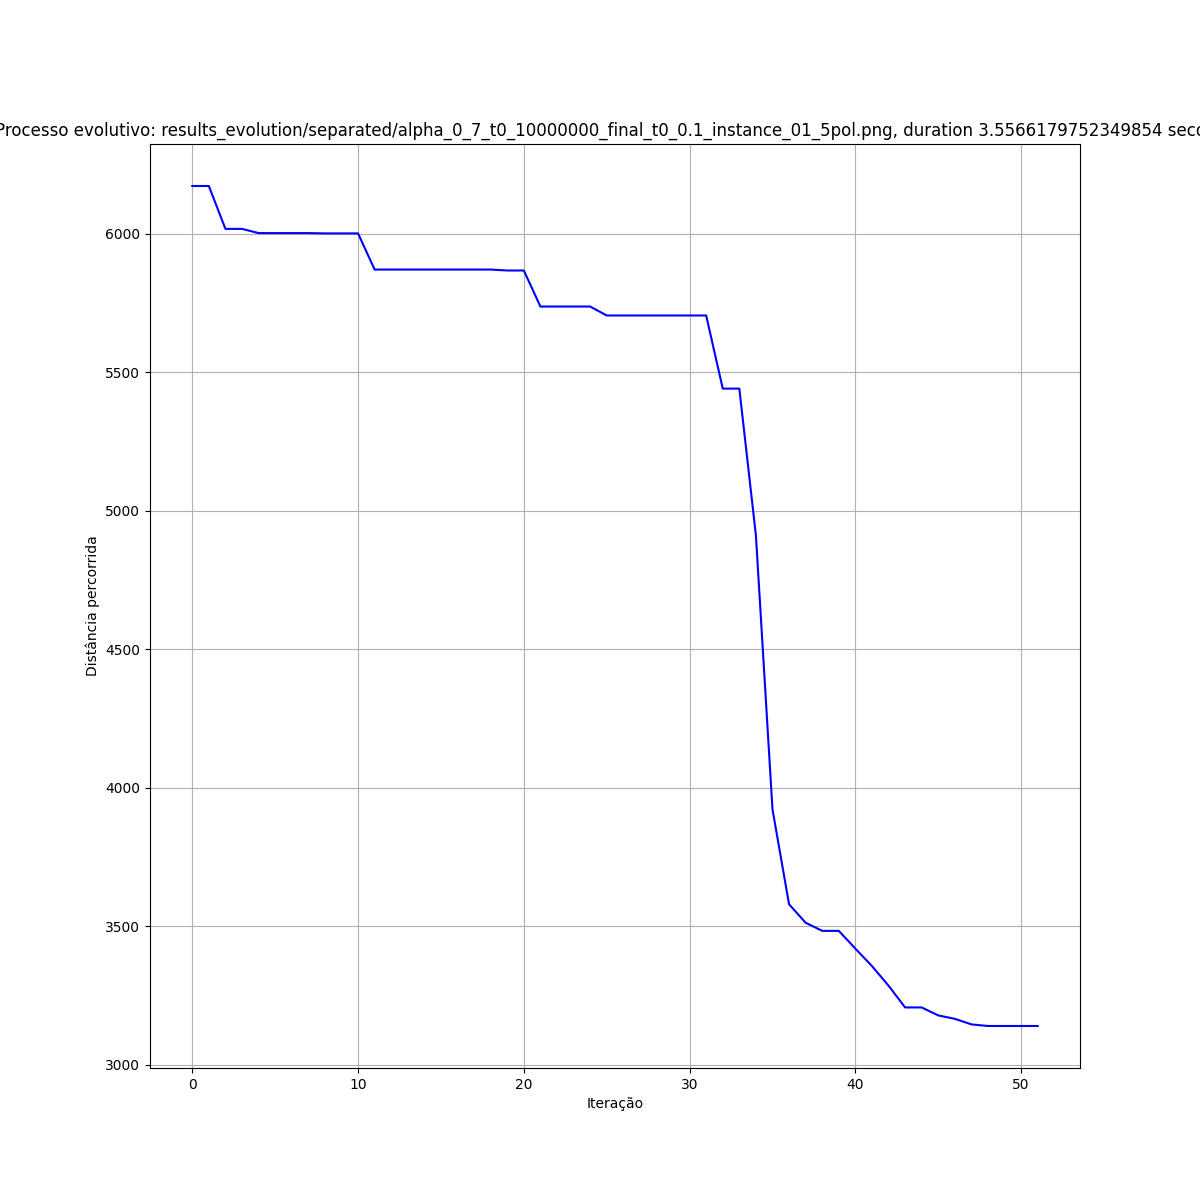 Processo evolutivo: results_evolution/separated/alpha_0_7_t0_10000000_final_t0_0.1_instance_01_5pol.png, duration 3.5566179752349854
6000
5500
5000
4500
4000
3500
3000
Distância percorrida
0 10 20 30 40 50
Iteração